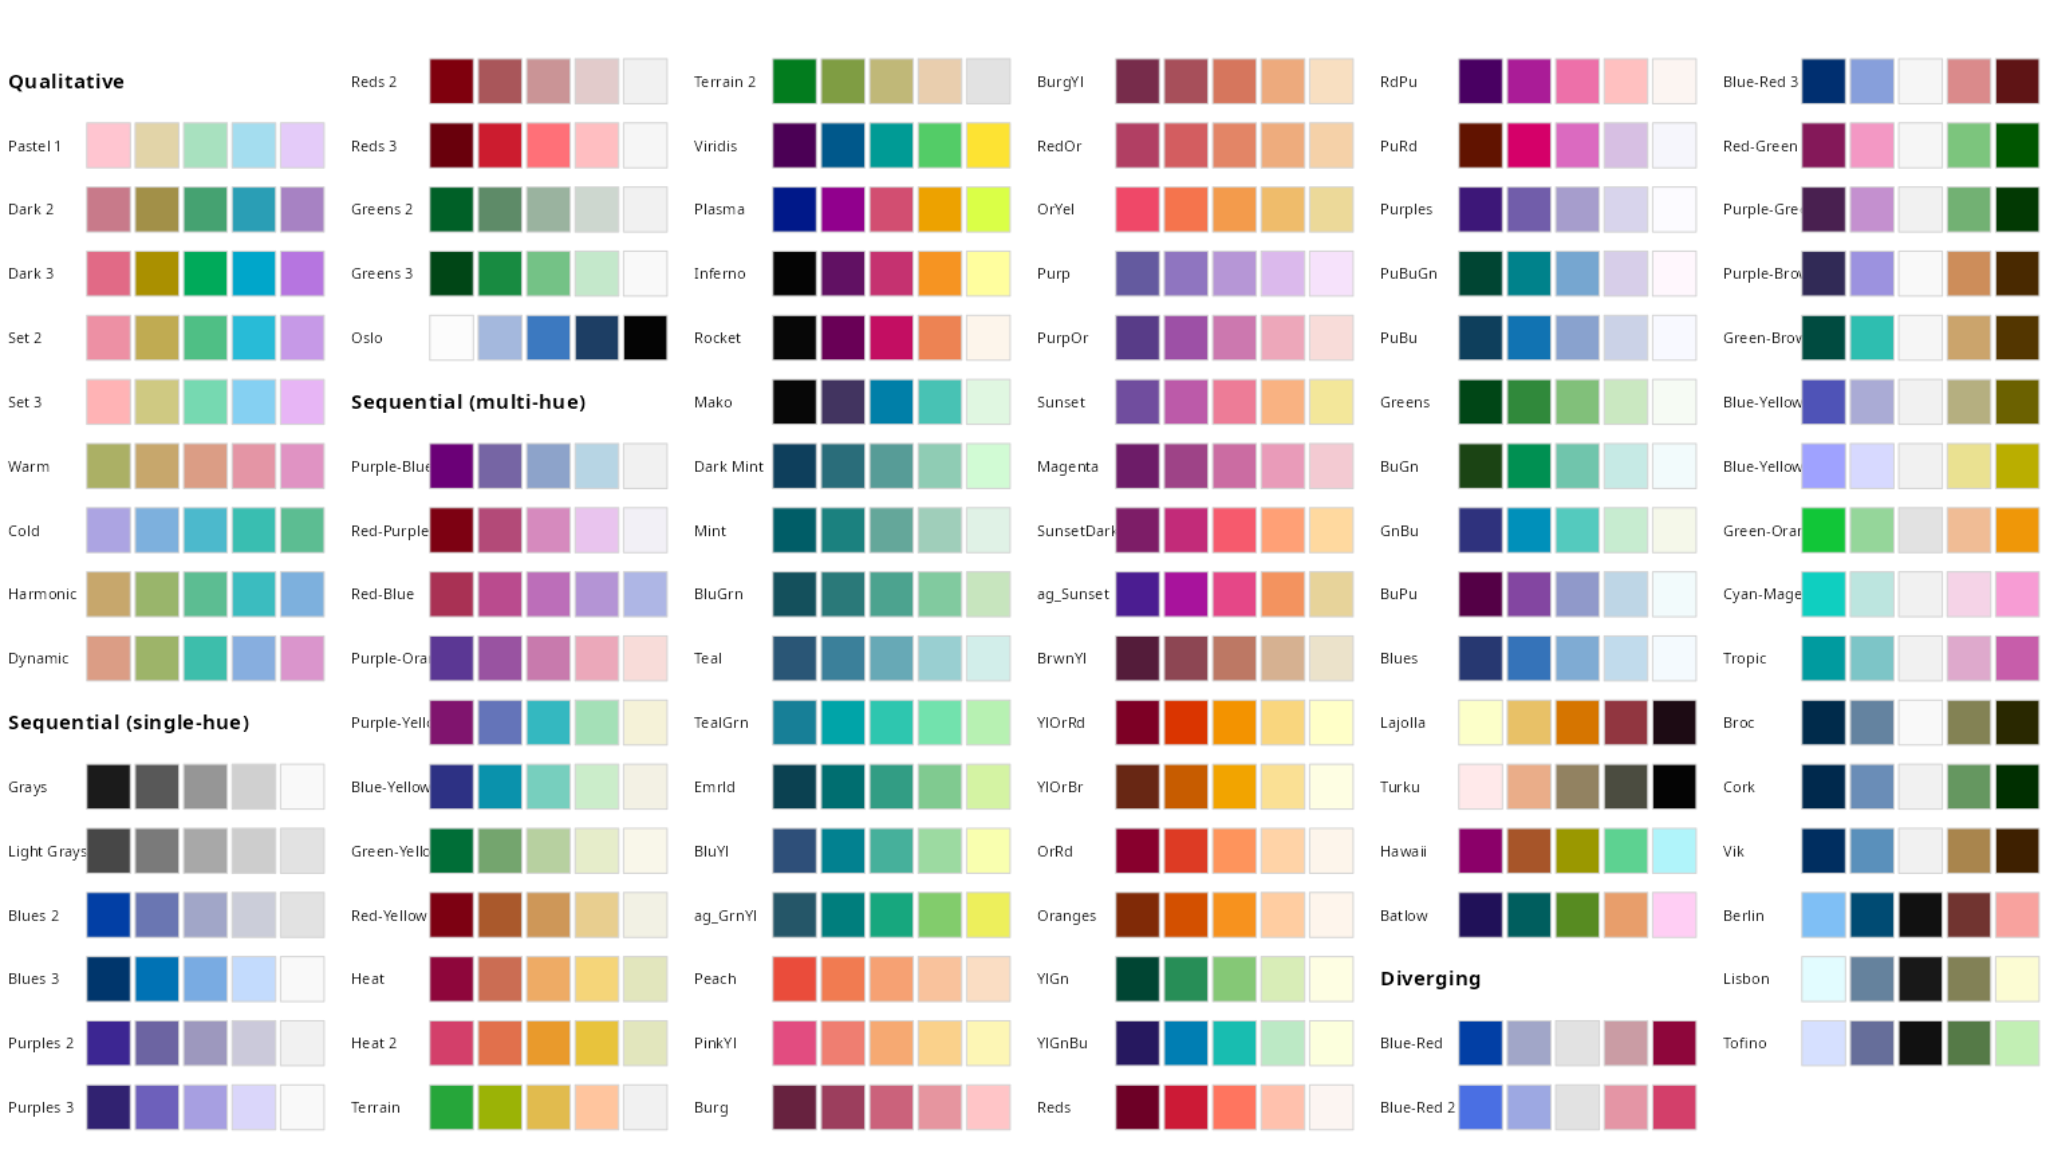 Qualitative
Pastel 1
Dark 2
Dark 3
Set 2
Set 3
Warm
Cold
Harmonic
Dynamic
Sequential (single-hue)
Grays
Light Grays
Blues 2
Blues 3
Purples 2
Purples 3
Reds 2
Reds 3
Greens 2
Greens 3
Oslo
Sequential (multi-hue)
Purple-Blue
Red-Purple
Red-Blue
Purple-Ora
Purple-Yello
Blue-Yellow
Green-Yello
Red-Yellow
Heat
Heat 2
Terrain
Terrain 2
Viridis
Plasma
Inferno
Rocket
Mako
Dark Mint
Mint
BluGrn
Teal
TealGrn
Emrld
BluYl
ag_GrnYl
Peach
PinkYl
Burg
BurgYl
RedOr
OrYel
Purp
PurpOr
Sunset
Magenta
SunsetDark
ag_Sunset
BrwnYl
YlOrRd
YlOrBr
OrRd
Oranges
YlGn
YlGnBu
Reds
RdPu
PuRd
Purples
PuBuGn
PuBu
Greens
BuGn
GnBu
BuPu
Blues
Lajolla
Turku
Hawaii
Batlow
Diverging
Blue-Red
Blue-Red 2
Blue-Red 3
Red-Green
Purple-Gre
Purple-Brow
Green-Brow
Blue-Yellow
Blue-Yellow
Green-Oran
Cyan-Mage
Tropic
Broc
Cork
Vik
Berlin
Lisbon
Tofino